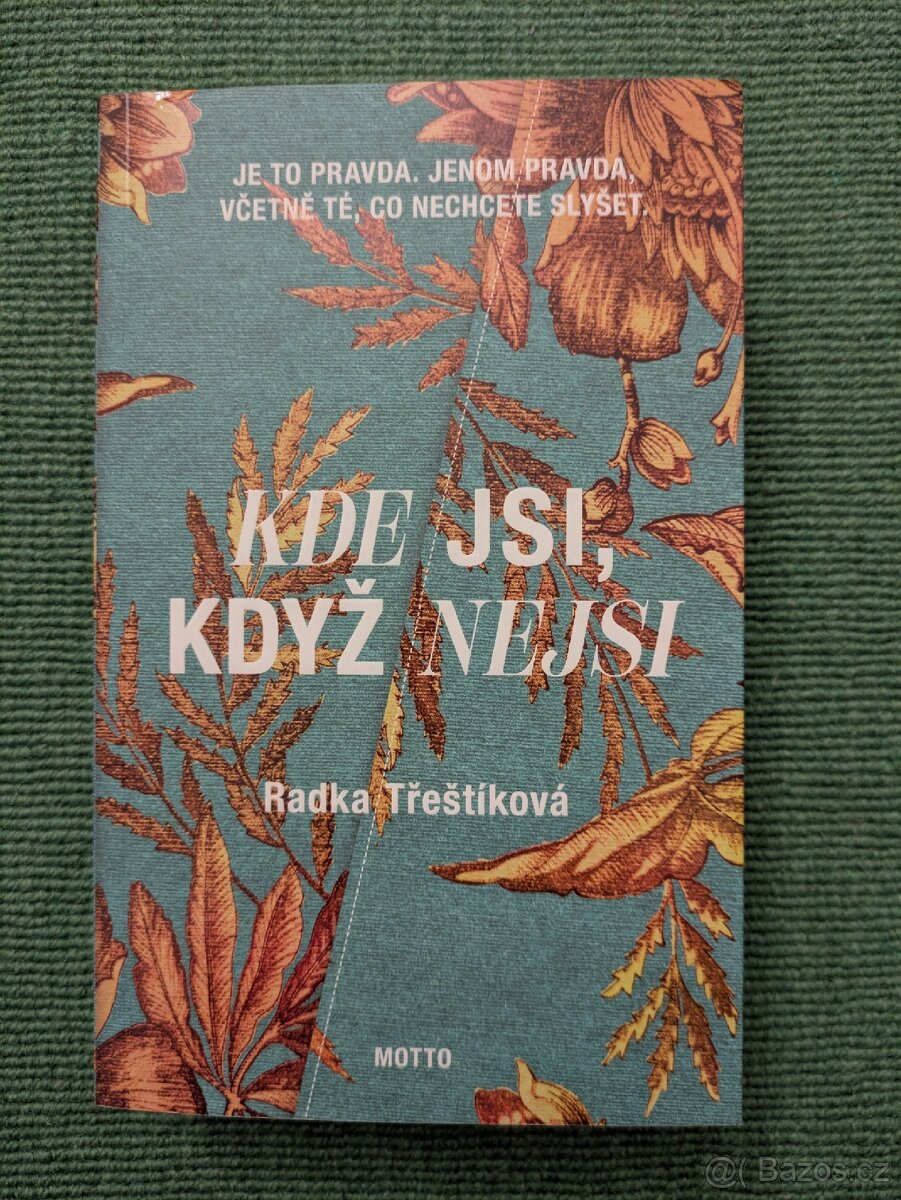 JE TO PRAVDA. JENOM PRAVDA,
VČETNĚ TÉ, CO NECHCETE SLYŠET.
KDE JSI,
KDYŽ NEJSI
Radka Třeštíková
MOTTO
@( Bazos.cz